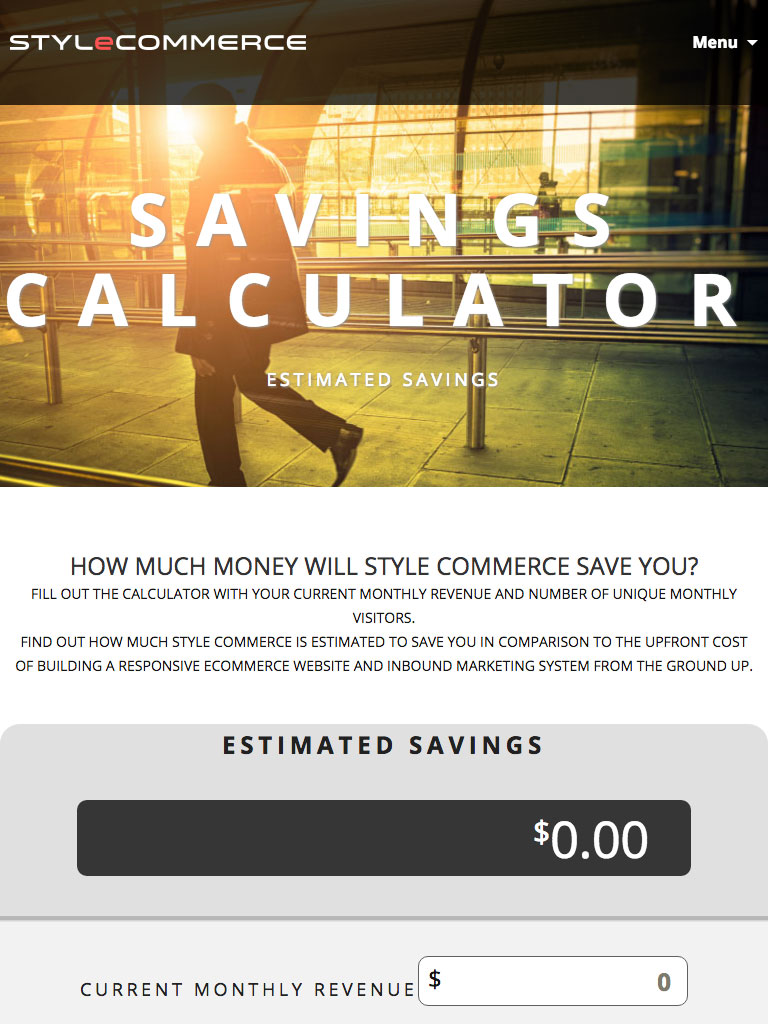 STYLeCOMMERCE
Menu
SAVINGS
CALCULATOR
ESTIMATED SAVINGS
HOW MUCH MONEY WILL STYLE COMMERCE SAVE YOU?
FILL OUT THE CALCULATOR WITH YOUR CURRENT MONTHLY REVENUE AND NUMBER OF UNIQUE MONTHLY
VISITORS.
FIND OUT HOW MUCH STYLE COMMERCE IS ESTIMATED TO SAVE YOU IN COMPARISON TO THE UPFRONT COST
OF BUILDING A RESPONSIVE ECOMMERCE WEBSITE AND INBOUND MARKETING SYSTEM FROM THE GROUND UP.
ESTIMATED SAVINGS
$0.00
CURRENT MONTHLY REVENUE $ 0